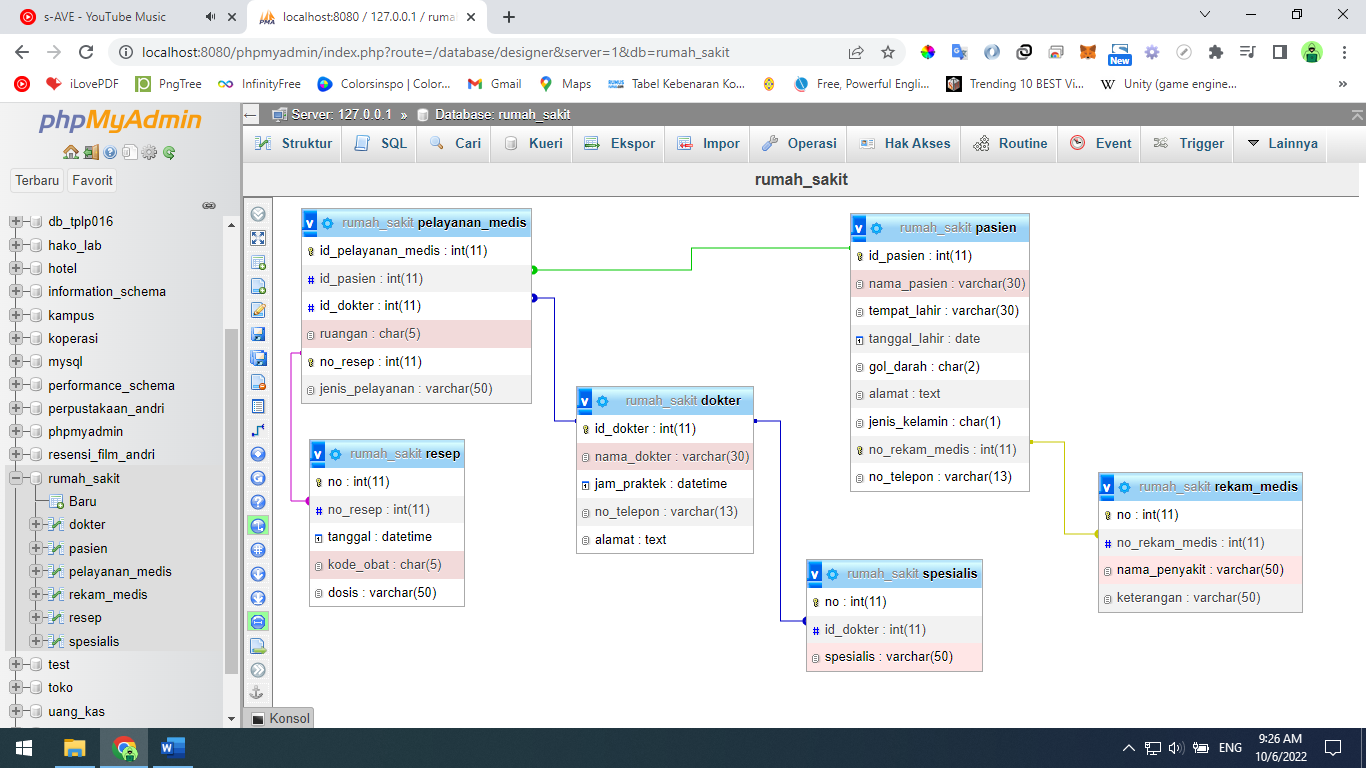 s-AVE - YouTube Music
localhost:8080 / 127.0.0.1 / ruma
localhost:8080/phpmyadmin/index.php?route=/database/designer&server=1&db=rumah_sakit
New
iLovePDF
PngTree
InfinityFree
Colorsinspo | Color...
Gmail
Maps
Tabel Kebenaran Ko...
Free, Powerful Engli...
Trending 10 BEST Vi...
Unity (game engine...
»
phpMyAdmin
Terbaru Favorit
db_tplp016
hako_lab
hotel
information_schema
kampus
koperasi
mysql
performance_schema
perpustakaan_andri
phpmyadmin
resensi_film_andri
rumah_sakit
Baru
dokter
pasien
pelayanan_medis
rekam_medis
resep
spesialis
test
toko
uang_kas
Server: 127.0.0.1 » Database: rumah_sakit
Struktur SQL Cari Kueri Ekspor Impor Operasi Hak Akses Routine Event Trigger Lainnya
rumah_sakit
v rumah_sakit pelayanan_medis
id_pelayanan_medis : int(11)
# id_pasien : int(11)
# id_dokter : int(11)
ruangan : char(5)
no_resep : int(11)
jenis_pelayanan : varchar(50)
v rumah_sakit resep
no : int(11)
# no_resep : int(11)
tanggal : datetime
kode_obat : char(5)
dosis : varchar(50)
v rumah_sakit dokter
id_dokter : int(11)
nama_dokter : varchar(30)
jam_praktek : datetime
no_telepon : varchar(13)
alamat : text
v rumah_sakit pasien
id_pasien : int(11)
nama_pasien : varchar(30)
tempat_lahir : varchar(30)
tanggal_lahir : date
gol_darah : char(2)
alamat : text
jenis_kelamin : char(1)
no_rekam_medis : int(11)
no_telepon : varchar(13)
v rumah_sakit spesialis
no : int(11)
# id_dokter : int(11)
spesialis : varchar(50)
v rumah_sakit rekam_medis
no : int(11)
# no_rekam_medis : int(11)
nama_penyakit : varchar(50)
keterangan : varchar(50)
Konsol
ENG
9:26 AM
10/6/2022